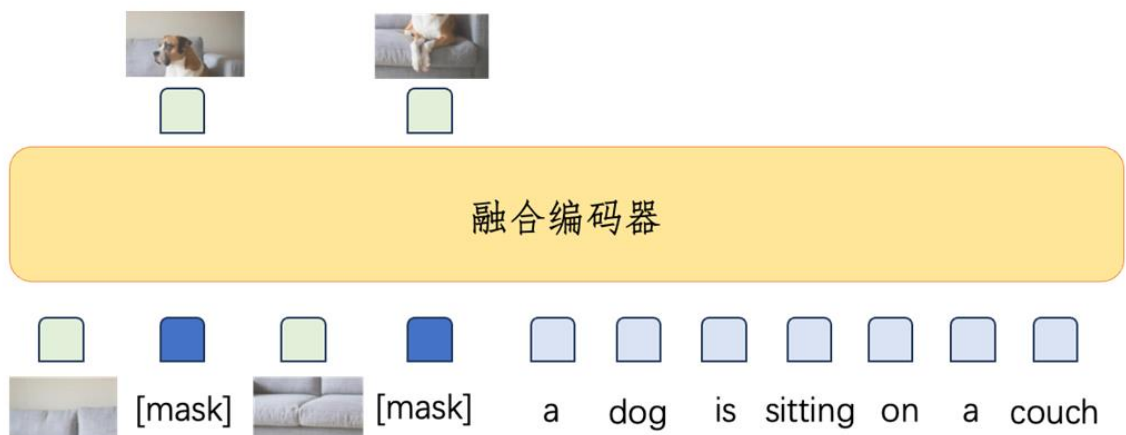 融合编码器
[mask] [mask] a dog is sitting on a couch